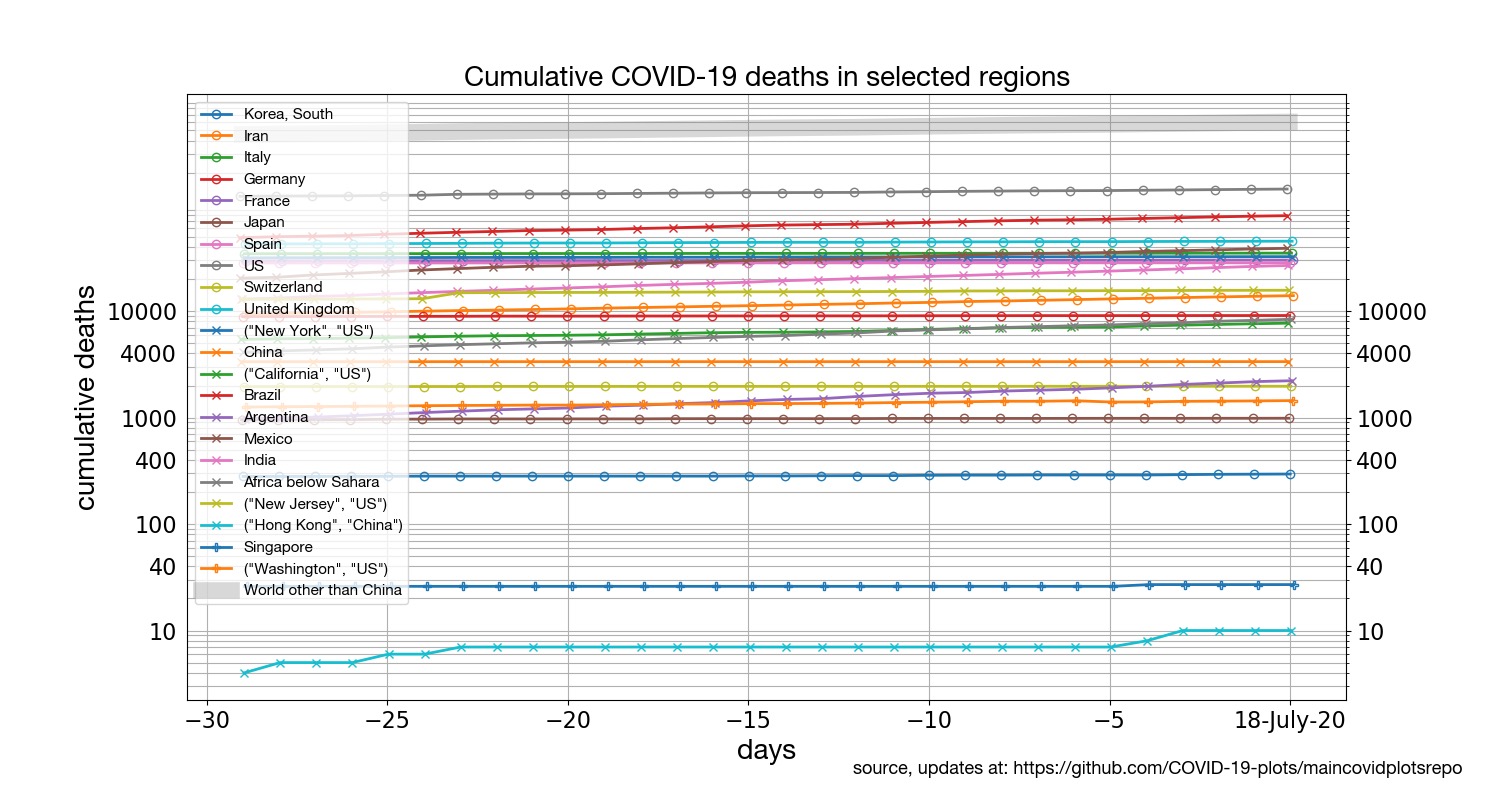 Cumulative COVID-19 deaths in selected regions
cumulative deaths
10000
4000
1000
400
100
40
10
Korea, South
Iran
Italy
Germany
France
Japan
Spain
US
Switzerland
United Kingdom
("New York", "US")
China
("California", "US")
Brazil
Argentina
Mexico
India
Africa below Sahara
("New Jersey", "US")
("Hong Kong", "China")
Singapore
("Washington", "US")
World other than China
10000
4000
1000
400
100
40
10
−30 −25 −20 −15 −10 −5 18-July-20
days
source, updates at: https://github.com/COVID-19-plots/maincovidplotsrepo